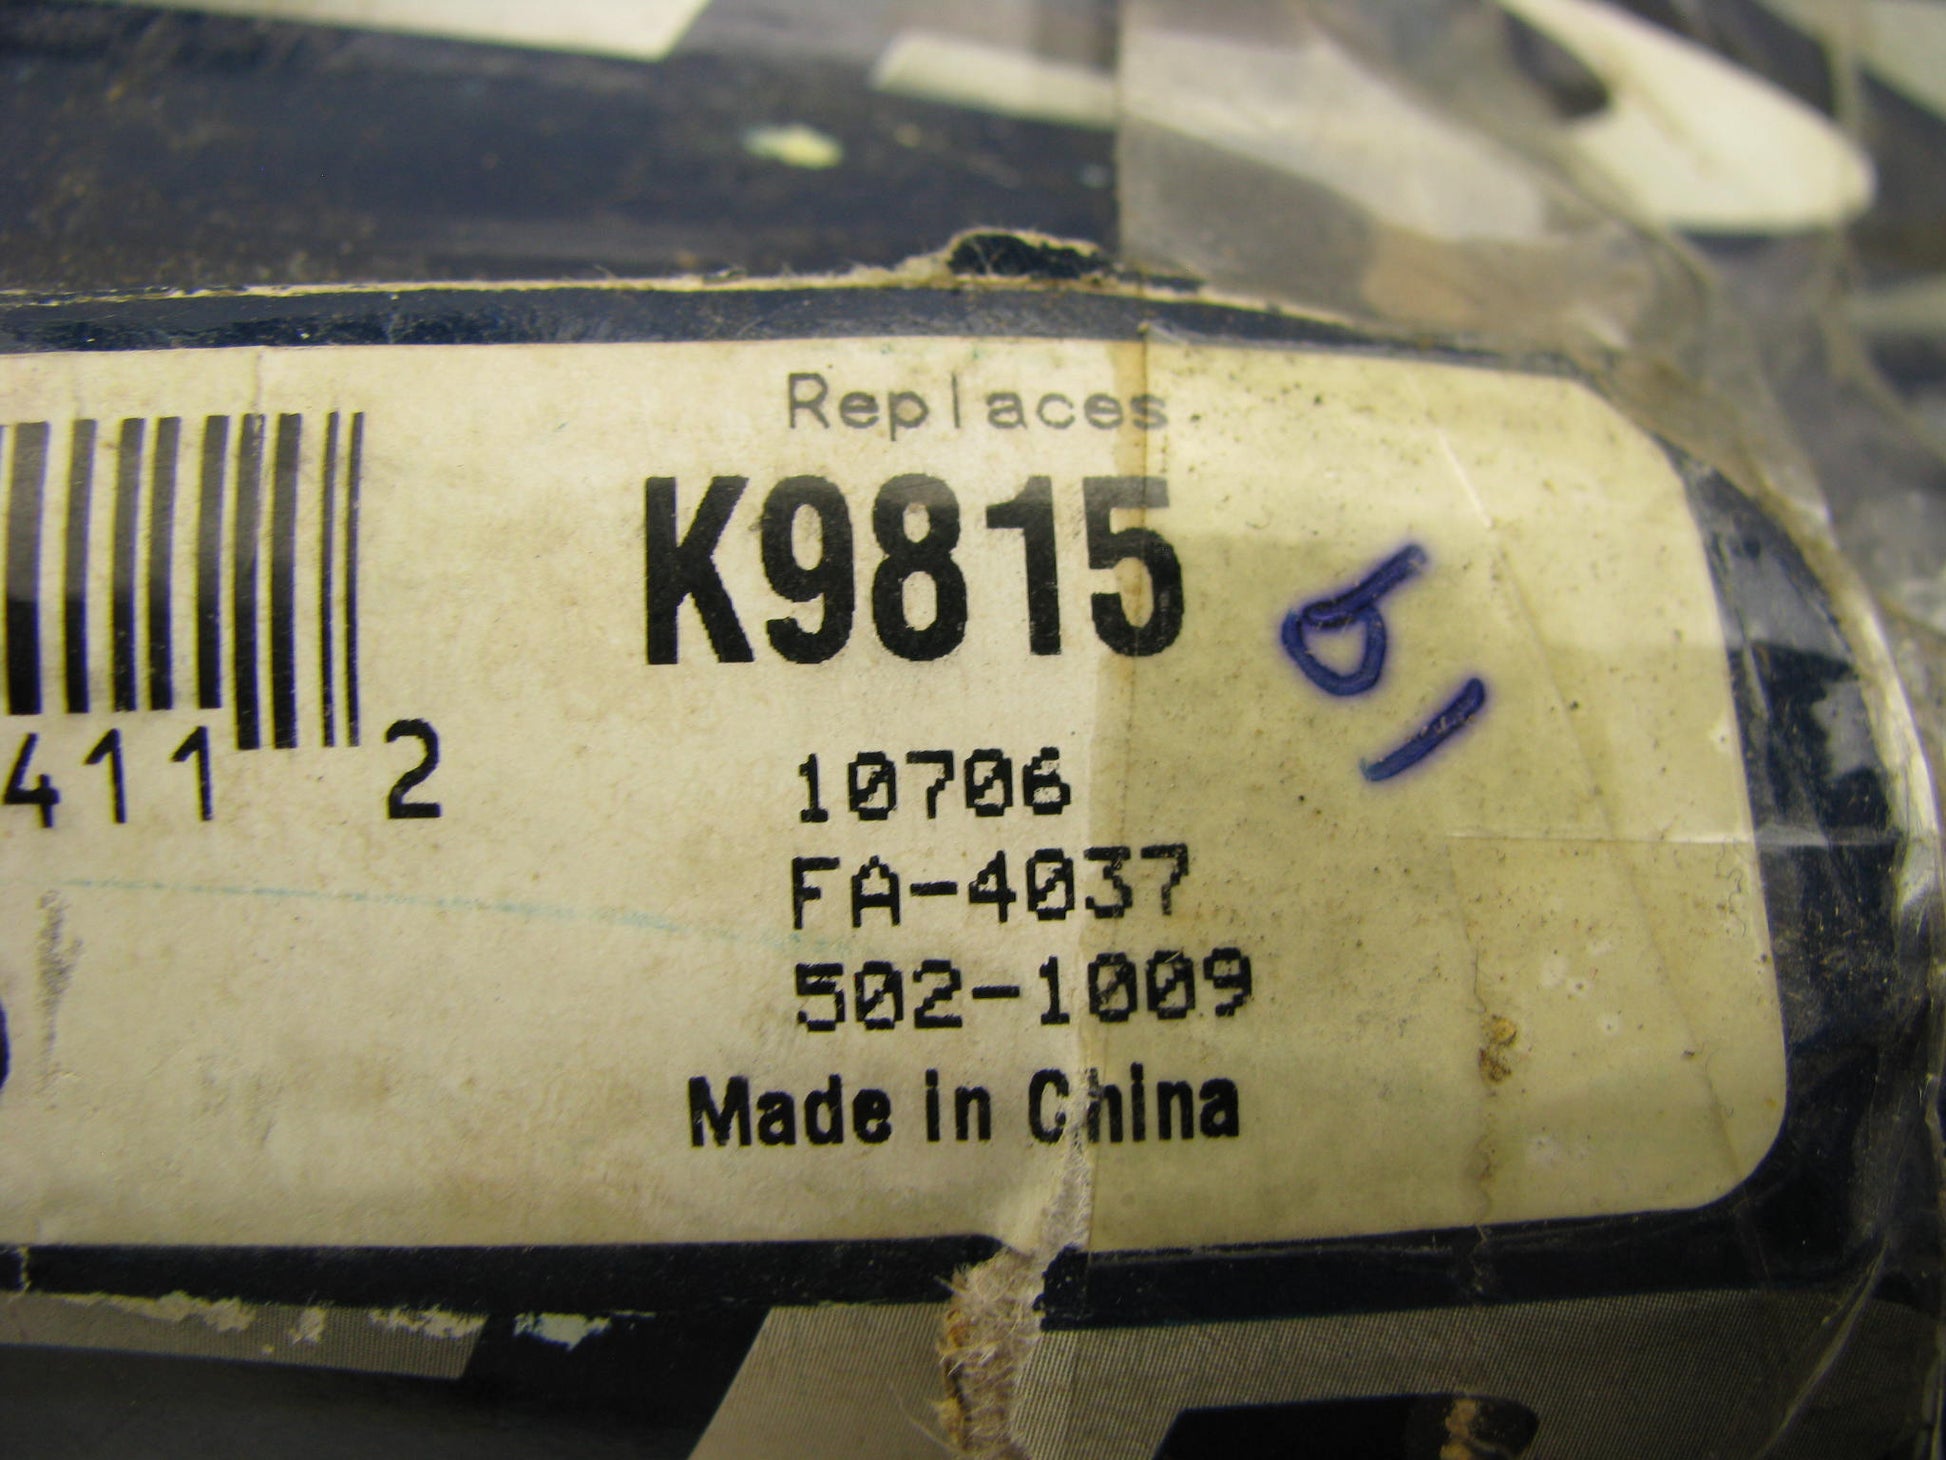 Replaces
K9815
411 2
10706
FA-4037
502-1009
Made in China